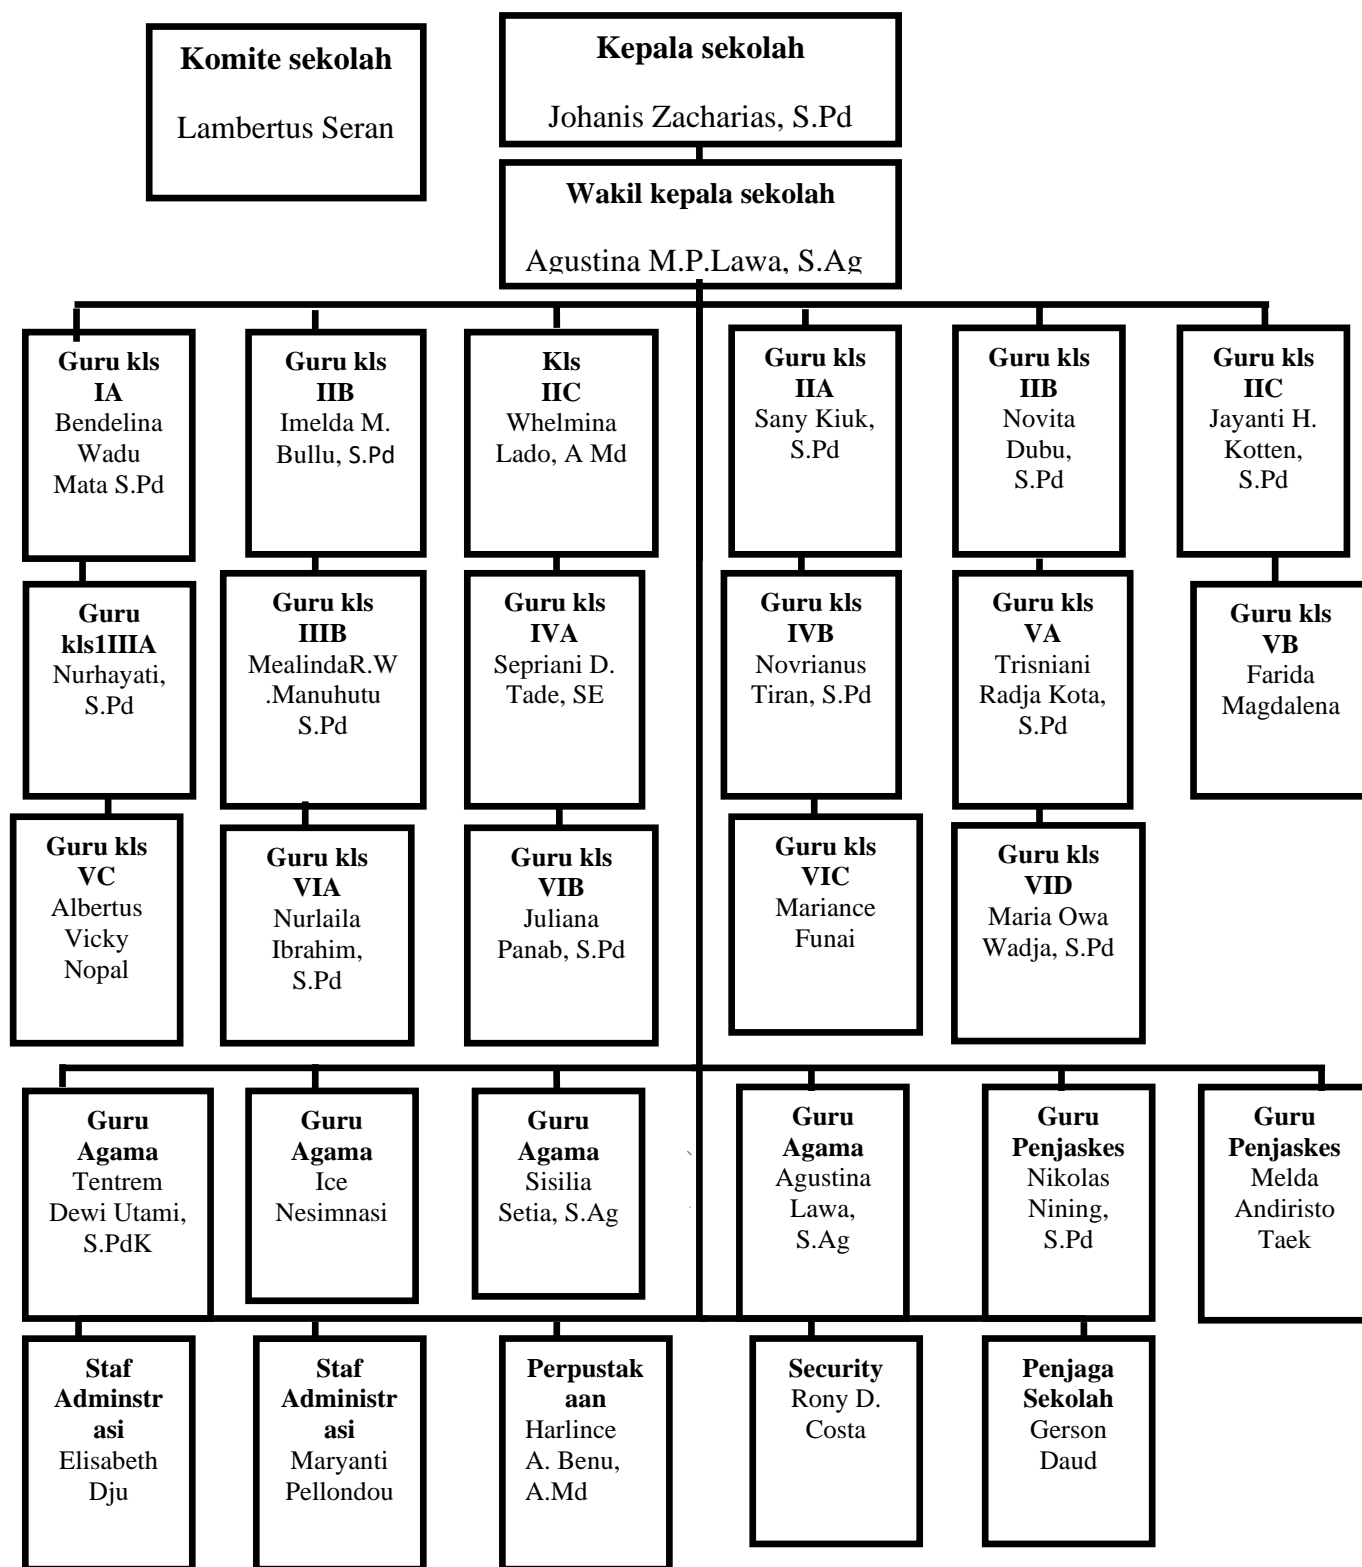 Komite sekolah
Lambertus Seran
Kepala sekolah
Johanis Zacharias, S.Pd
Wakil kepala sekolah
Agustina M.P.Lawa, S.Ag
Guru kls
IA
Bendelina
Wadu
Mata S.Pd
Guru kls
IIB
Imelda M.
Bullu, S.Pd
Kls
IIC
Whelmina
Lado, A Md
Guru kls
IIA
Sany Kiuk,
S.Pd
Guru kls
IIB
Novita
Dubu,
S.Pd
Guru kls
IIC
Jayanti H.
Kotten,
S.Pd
Guru
kls1IIIA
Nurhayati,
S.Pd
Guru kls
IIIB
MealindaR.W
.Manuhutu
S.Pd
Guru kls
IVA
Sepriani D.
Tade, SE
Guru kls
IVB
Novrianus
Tiran, S.Pd
Guru kls
VA
Trisniani
Radja Kota,
S.Pd
Guru kls
VB
Farida
Magdalena
Guru kls
VC
Albertus
Vicky
Nopal
Guru kls
VIA
Nurlaila
Ibrahim,
S.Pd
Guru kls
VIB
Juliana
Panab, S.Pd
Guru kls
VIC
Mariance
Funai
Guru kls
VID
Maria Owa
Wadja, S.Pd
Guru
Agama
Tentrem
Dewi Utami,
S.PdK
Guru
Agama
Ice
Nesimnasi
Guru
Agama
Sisilia
Setia, S.Ag
Guru
Agama
Agustina
Lawa,
S.Ag
Guru
Penjaskes
Nikolas
Nining,
S.Pd
Guru
Penjaskes
Melda
Andiristo
Taek
Staf
Adminstr
asi
Elisabeth
Dju
Staf
Administr
asi
Maryanti
Pellondou
Perpustak
aan
Harlince
A. Benu,
A.Md
Security
Rony D.
Costa
Penjaga
Sekolah
Gerson
Daud